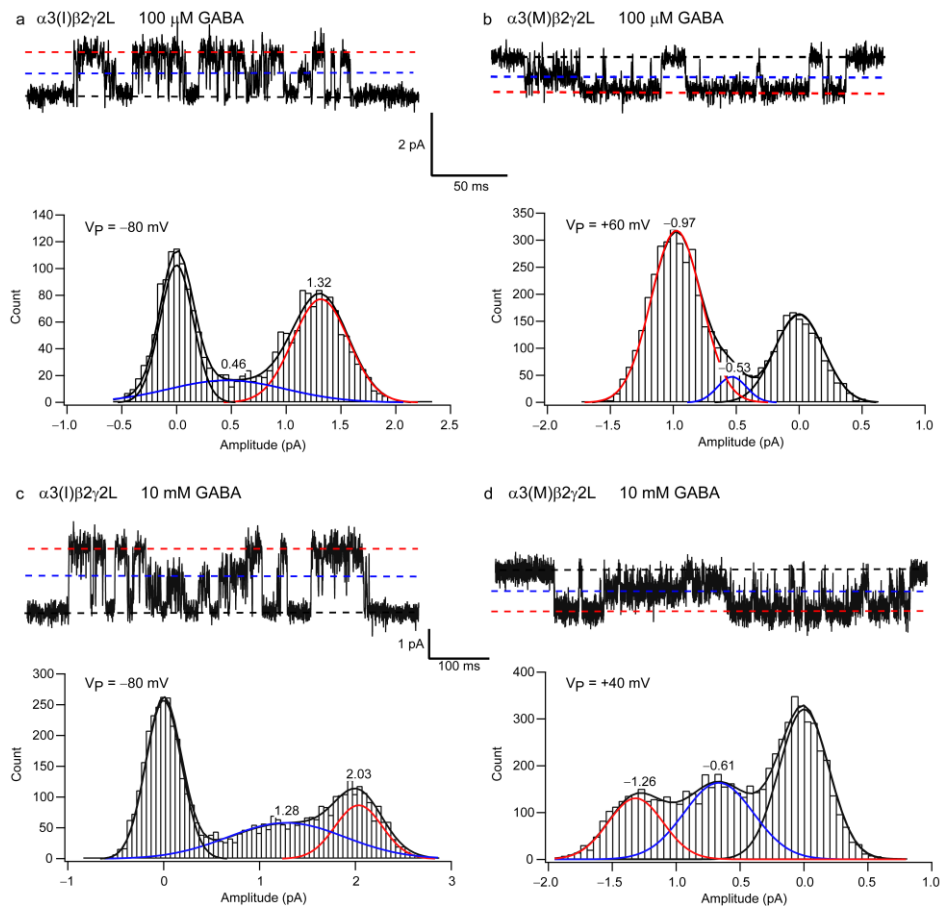 a α3(I)β2γ2L 100 μM GABA
b α3(M)β2γ2L 100 μM GABA
2 pA
50 ms
VP = −80 mV
140
120
100
80
60
40
20
0
Count
1.32
0.46
−1.0 −0.5 0.0 0.5 1.0 1.5 2.0 2.5
Amplitude (pA)
VP = +60 mV
350
300
250
200
150
100
50
0
Count
−0.97
−0.53
−2.0 −1.5 1.0 0.5 0.0 0.5 1.0
Amplitude (pA)
c α3(I)β2γ2L 10 mM GABA
d α3(M)β2γ2L 10 mM GABA
1 pA
100 ms
VP = −80 mV
300
250
200
150
100
50
0
Count
2.03
1.28
−1 0 1 2 3
Amplitude (pA)
VP = +40 mV
400
300
200
100
0
Count
−1.26
−0.61
−2.0 −1.5 1.0 0.5 0.0 0.5 1.0
Amplitude (pA)